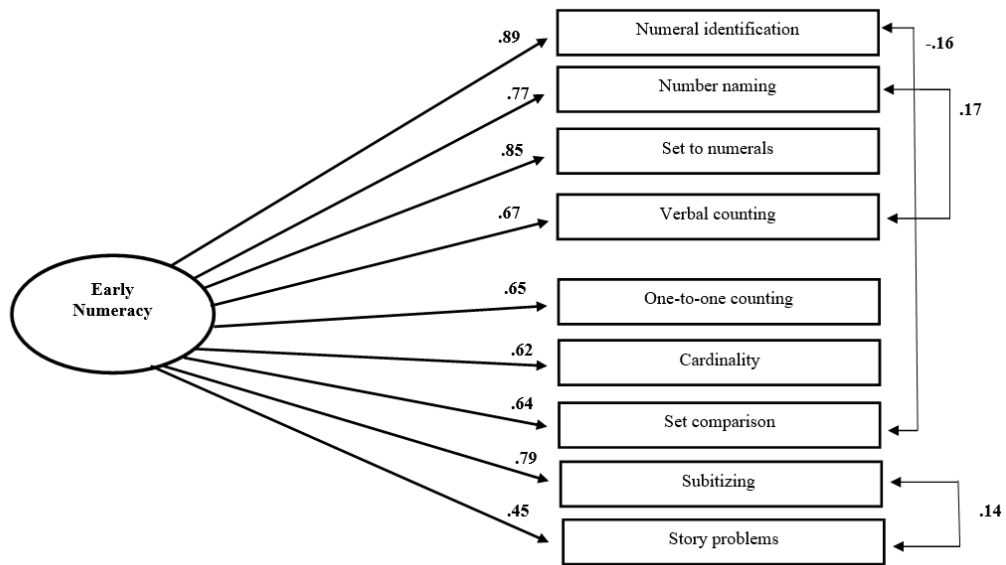 .89
Numeral identification
-.16
.77
Number naming
.17
.85
Set to numerals
.67
Verbal counting
Early
Numeracy
.65
One-to-one counting
.62
Cardinality
.64
Set comparison
.79
Subitizing
.14
.45
Story problems